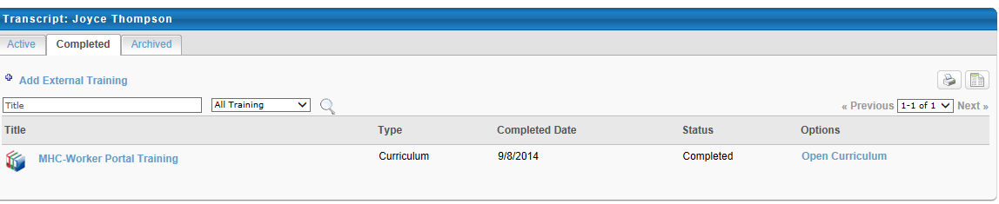 Transcript: Joyce Thompson
Active Completed Archived
Add External Training
Title All Training « Previous 1-1 of 1 Next »
Title Type Completed Date Status Options
MHC-Worker Portal Training Curriculum 9/8/2014 Completed Open Curriculum